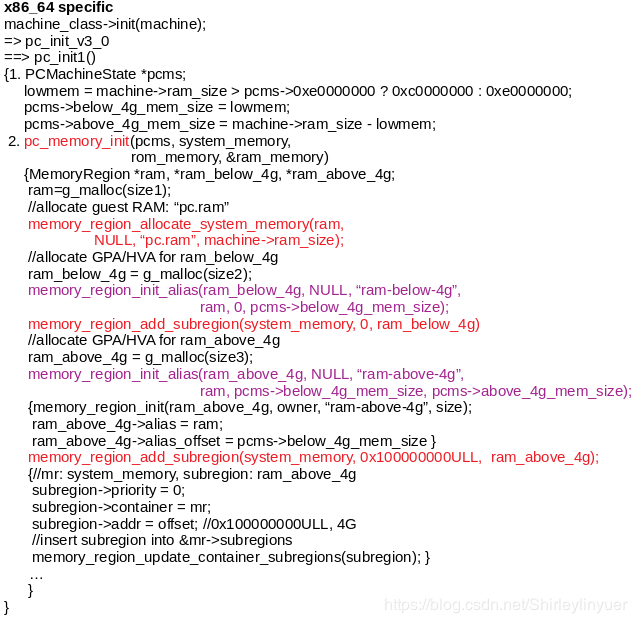 x86_64 specific
machine_class->init(machine);
=> pc_init_v3_0
==> pc_init1()
{1. PCMachineState *pcms;
lowmem = machine->ram_size > pcms->0xe0000000 ? 0xc0000000 : 0xe0000000;
pcms->below_4g_mem_size = lowmem;
pcms->above_4g_mem_size = machine->ram_size - lowmem;
2. pc_memory_init(pcms, system_memory,
rom_memory, &ram_memory)
{MemoryRegion *ram, *ram_below_4g, *ram_above_4g;
ram=g_malloc(size1);
//allocate guest RAM: “pc.ram”
memory_region_allocate_system_memory(ram,
NULL, “pc.ram”, machine->ram_size);
//allocate GPA/HVA for ram_below_4g
ram_below_4g = g_malloc(size2);
memory_region_init_alias(ram_below_4g, NULL, “ram-below-4g”,
ram, 0, pcms->below_4g_mem_size);
memory_region_add_subregion(system_memory, 0, ram_below_4g)
//allocate GPA/HVA for ram_above_4g
ram_above_4g = g_malloc(size3);
memory_region_init_alias(ram_above_4g, NULL, “ram-above-4g”,
ram, pcms->below_4g_mem_size, pcms->above_4g_mem_size);
{memory_region_init(ram_above_4g, owner, “ram-above-4g”, size);
ram_above_4g->alias = ram;
ram_above_4g->alias_offset = pcms->below_4g_mem_size }
memory_region_add_subregion(system_memory, 0x100000000ULL,  ram_above_4g);
{//mr: system_memory, subregion: ram_above_4g
subregion->priority = 0;
subregion->container = mr;
subregion->addr = offset; //0x100000000ULL, 4G
//insert subregion into &mr->subregions
memory_region_update_container_subregions(subregion); }
…
}
}
https://blog.csdn.net/Shirleylinyuer